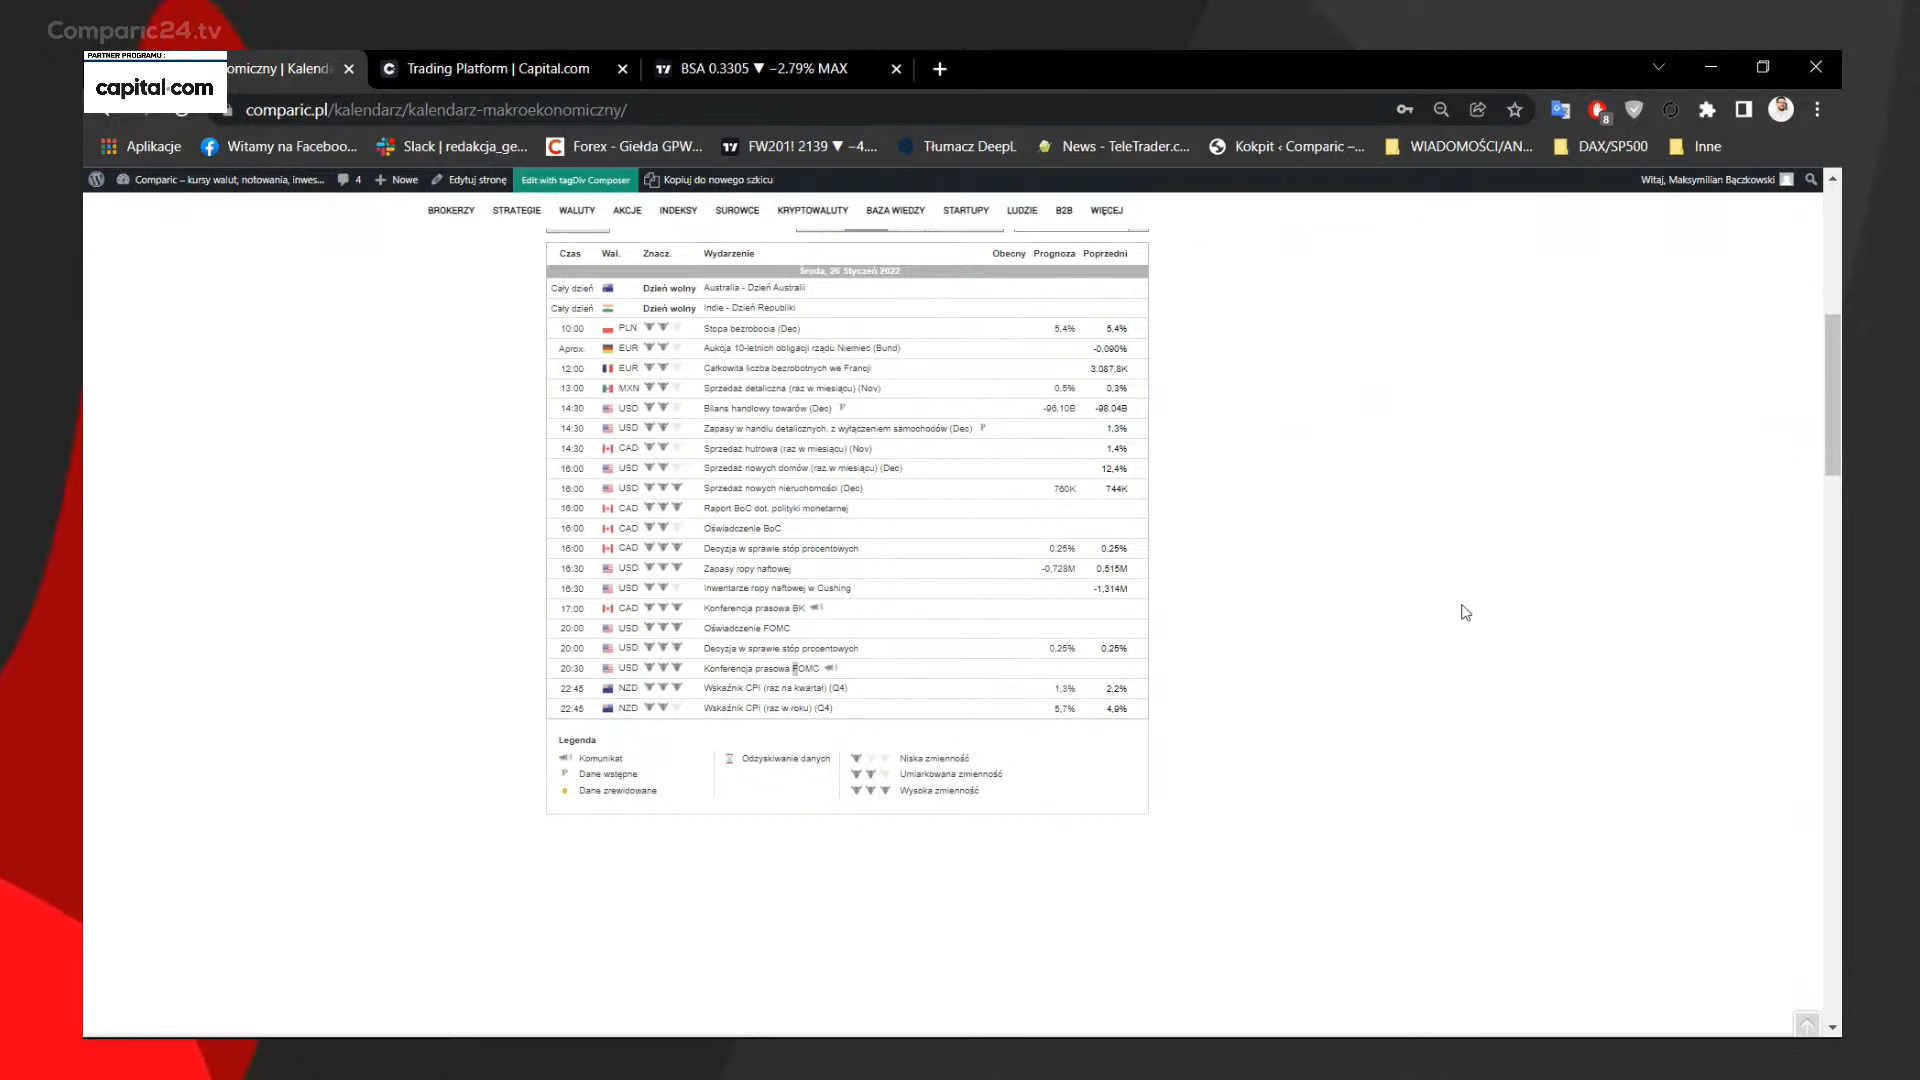 Comparic24.tv
PARTNER PROGRAMU :
capital.com
omiczny | Kalend
Trading Platform | Capital.com
BSA 0.3305 ▼ −2.79% MAX
comparic.pl/kalendarz/kalendarz-makroekonomiczny/
8
Aplikacje
Witamy na Faceboo...
Slack | redakcja_ge...
Forex - Giełda GPW...
FW201! 2139 ▼ −4....
Tłumacz DeepL
News - TeleTrader.c...
Kokpit ‹ Comparic –...
WIADOMOŚCI/AN...
DAX/SP500
Inne
Comparic – kursy walut, notowania, inwes...
4
Nowe
Edytuj stronę
Edit with tagDiv Composer
Kopiuj do nowego szkicu
Witaj, Maksymilian Bączkowski
BROKERZY STRATEGIE WALUTY AKCJE INDEKSY SUROWCE KRYPTOWALUTY BAZA WIEDZY STARTUPY LUDZIE B2B WIĘCEJ
Czas Wal. Znacz. Wydarzenie Obecny Prognoza Poprzedni
Środa, 26 Styczeń 2022
Cały dzień Dzień wolny Australia - Dzień Australii
Cały dzień Dzień wolny Indie - Dzień Republiki
10:00 PLN Stopa bezrobocia (Dec) 5,4% 5,4%
Aprox. EUR Aukcja 10-letnich obligacji rządu Niemiec (Bund) -0,090%
12:00 EUR Całkowita liczba bezrobotnych we Francji 3.087,8K
13:00 MXN Sprzedaż detaliczna (raz w miesiącu) (Nov) 0,5% 0,3%
14:30 USD Bilans handlowy towarów (Dec) P -96,10B -98,04B
14:30 USD Zapasy w handlu detalicznych, z wyłączeniem samochodów (Dec) P 1,3%
14:30 CAD Sprzedaż hutrowa (raz w miesiącu) (Nov) 1,4%
16:00 USD Sprzedaż nowych domów (raz w miesiącu) (Dec) 12,4%
16:00 USD Sprzedaż nowych nieruchomości (Dec) 760K 744K
16:00 CAD Raport BoC dot. polityki monetarnej
16:00 CAD Oświadczenie BoC
16:00 CAD Decyzja w sprawie stóp procentowych 0,25% 0,25%
16:30 USD Zapasy ropy naftowej -0,728M 0,515M
16:30 USD Inwentarze ropy naftowej w Cushing -1,314M
17:00 CAD Konferencja prasowa BK
20:00 USD Oświadczenie FOMC
20:00 USD Decyzja w sprawie stóp procentowych 0,25% 0,25%
20:30 USD Konferencja prasowa FOMC
22:45 NZD Wskaźnik CPI (raz na kwartał) (Q4) 1,3% 2,2%
22:45 NZD Wskaźnik CPI (raz w roku) (Q4) 5,7% 4,9%
Legenda
Komunikat Odzyskiwanie danych Niska zmienność
P Dane wstępne Umiarkowana zmienność
Dane zrewidowane Wysoka zmienność